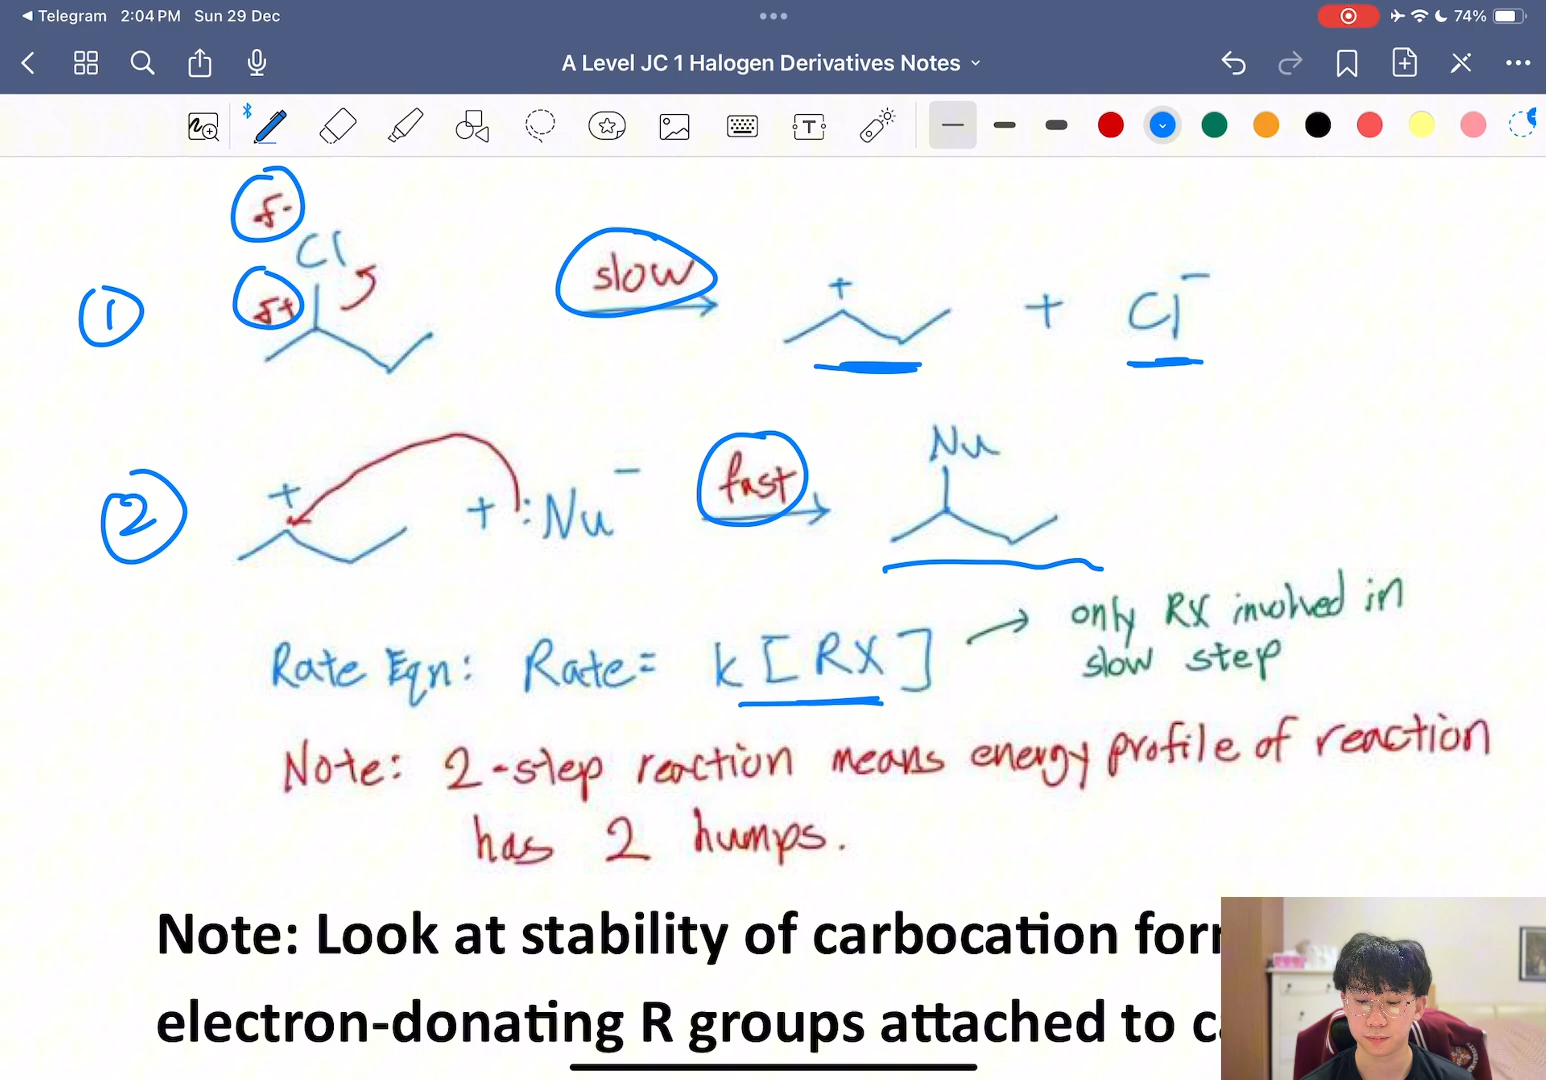 ◀ Telegram 2:04 PM Sun 29 Dec 74%
A Level JC 1 Halogen Derivatives Notes
T
δ-
Cl
① δ+ slow + + Cl⁻
② + + :Nu⁻ fast Nu
Rate Eqn: Rate = k [RX] → only RX involved in
slow step
Note: 2-step reaction means energy profile of reaction
has 2 humps.
Note: Look at stability of carbocation
electron-donating R groups attached to